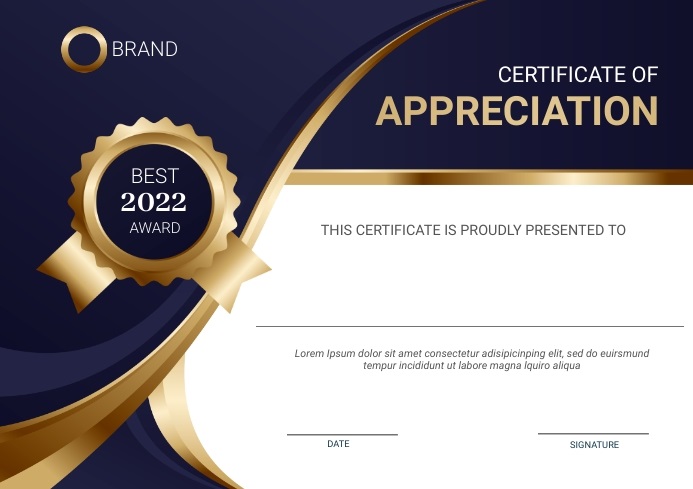 BRAND
CERTIFICATE OF
APPRECIATION
BEST
2022
AWARD
THIS CERTIFICATE IS PROUDLY PRESENTED TO
Lorem Ipsum dolor sit amet consectetur adisipicinping elit, sed do euirsmund
tempur incididunt ut labore magna lquiro aliqua
DATE
SIGNATURE